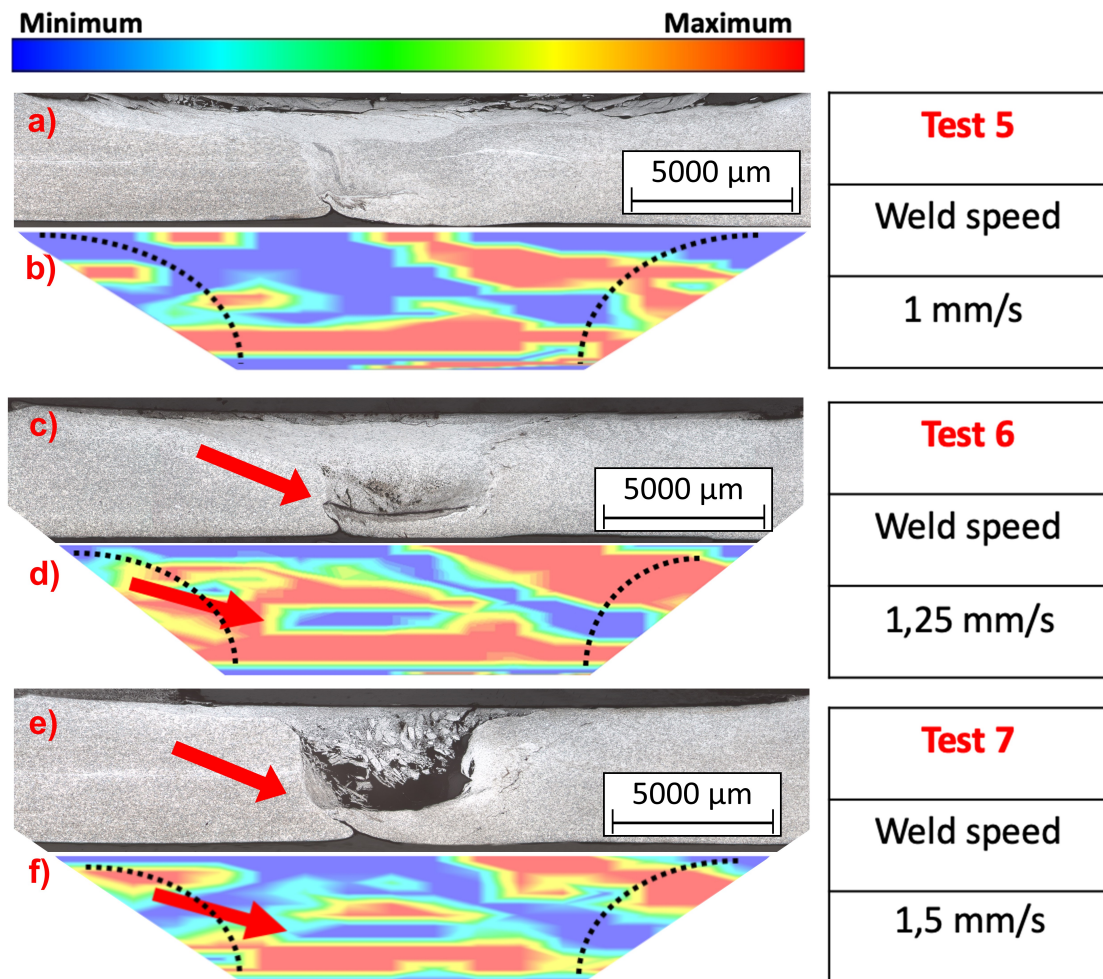 Minimum Maximum
a)
5000 µm
b)
Test 5
Weld speed
1 mm/s
c)
5000 µm
d)
Test 6
Weld speed
1,25 mm/s
e)
5000 µm
f)
Test 7
Weld speed
1,5 mm/s